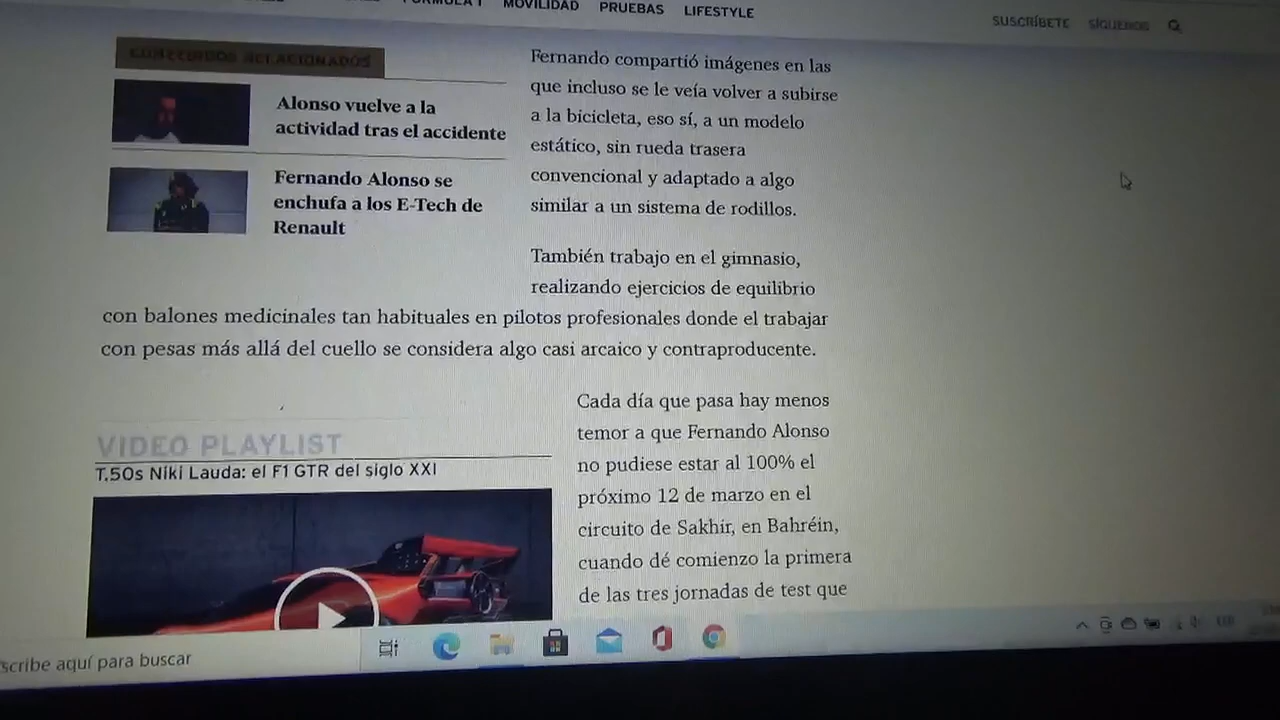 FORMULA 1 MOVILIDAD PRUEBAS LIFESTYLE
SUSCRÍBETE SÍGUENOS
CONTENIDOS RELACIONADOS
Alonso vuelve a la
actividad tras el accidente
Fernando Alonso se
enchufa a los E-Tech de
Renault
Fernando compartió imágenes en las
que incluso se le veía volver a subirse
a la bicicleta, eso sí, a un modelo
estático, sin rueda trasera
convencional y adaptado a algo
similar a un sistema de rodillos.
También trabajo en el gimnasio,
realizando ejercicios de equilibrio
con balones medicinales tan habituales en pilotos profesionales donde el trabajar
con pesas más allá del cuello se considera algo casi arcaico y contraproducente.
VIDEO PLAYLIST
T.50s Niki Lauda: el F1 GTR del siglo XXI
Cada día que pasa hay menos
temor a que Fernando Alonso
no pudiese estar al 100% el
próximo 12 de marzo en el
circuito de Sakhir, en Bahréin,
cuando dé comienzo la primera
de las tres jornadas de test que
scribe aquí para buscar